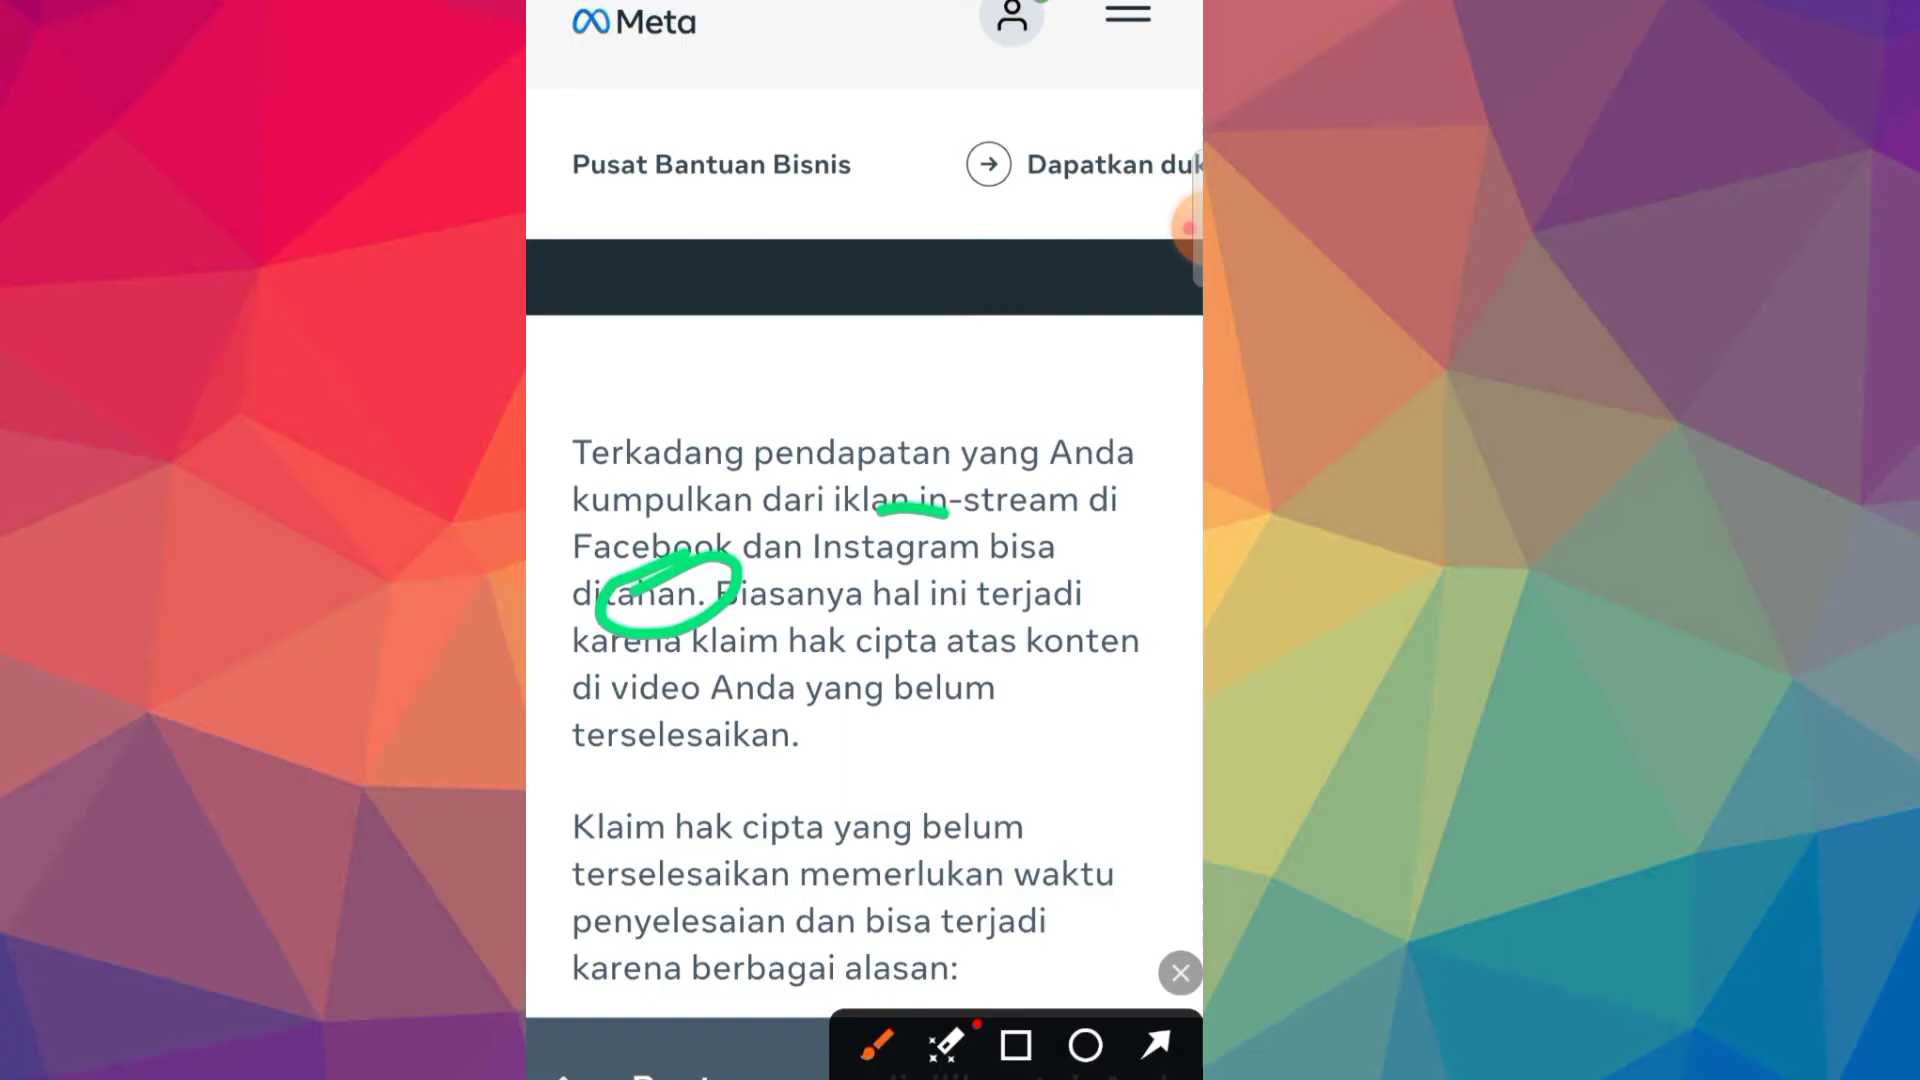 Meta
Pusat Bantuan Bisnis
Dapatkan duk
Terkadang pendapatan yang Anda
kumpulkan dari iklan in-stream di
Facebook dan Instagram bisa
ditahan. Biasanya hal ini terjadi
karena klaim hak cipta atas konten
di video Anda yang belum
terselesaikan.
Klaim hak cipta yang belum
terselesaikan memerlukan waktu
penyelesaian dan bisa terjadi
karena berbagai alasan: